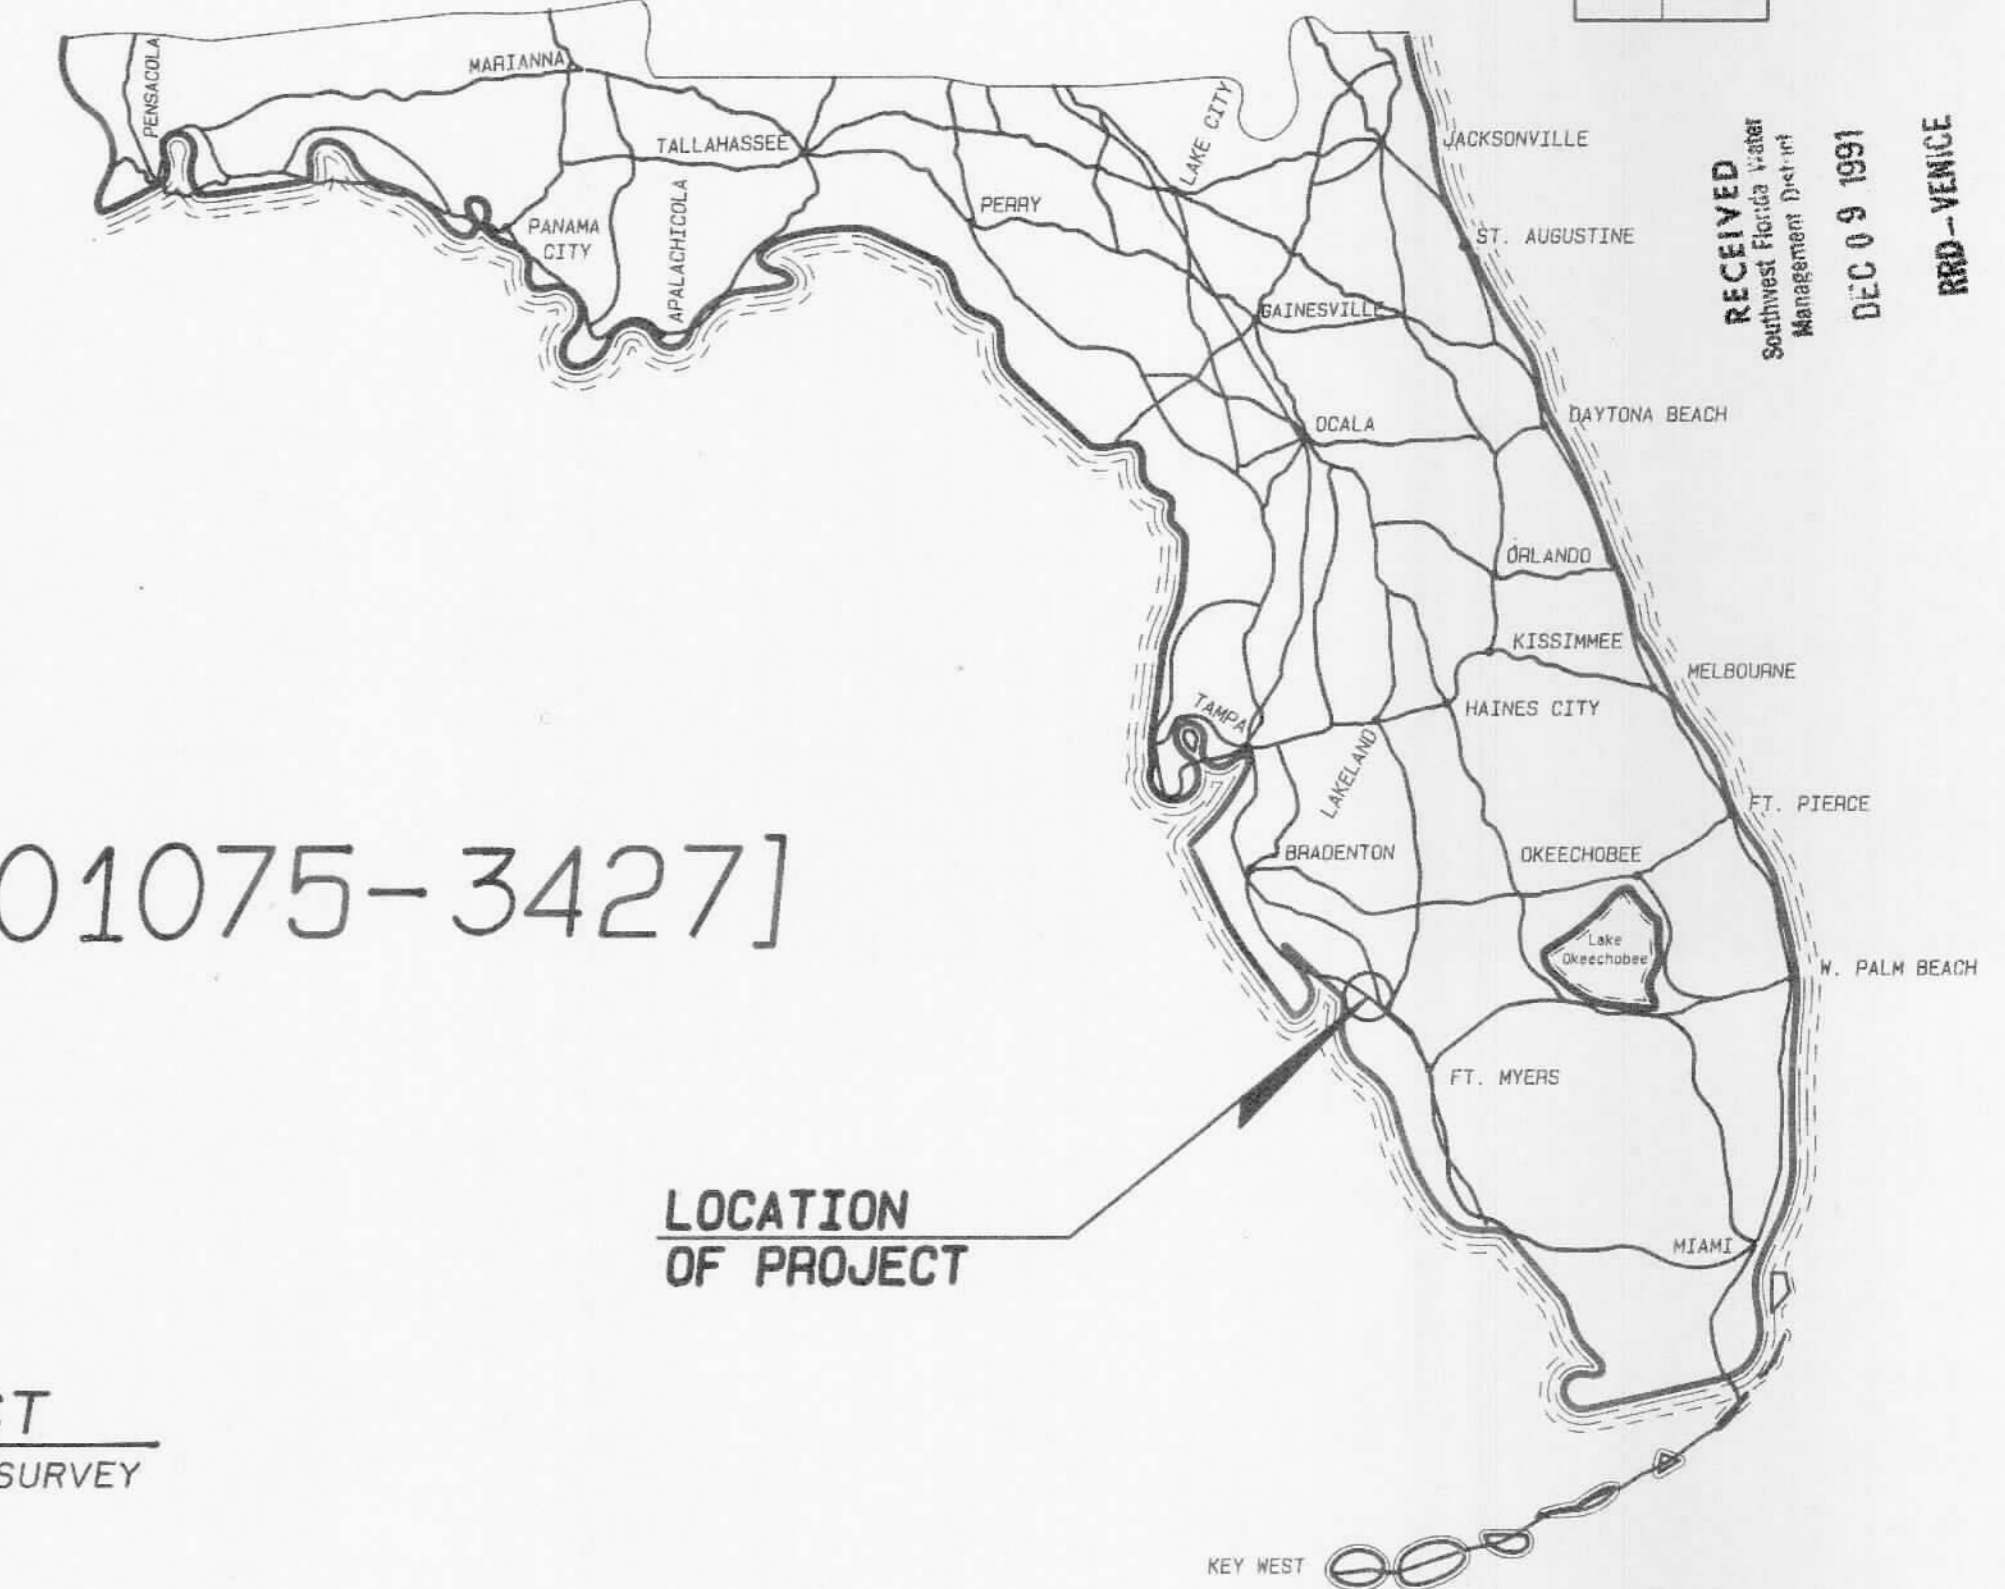 PENSACOLA
MARIANNA
TALLAHASSEE
PANAMA
CITY
APALACHICOLA
PERRY
LAKE CITY
JACKSONVILLE
ST. AUGUSTINE
GAINESVILLE
DAYTONA BEACH
OCALA
ORLANDO
KISSIMMEE
MELBOURNE
HAINES CITY
TAMPA
LAKELAND
FT. PIERCE
BRADENTON
OKEECHOBEE
Lake
Okeechobee
W. PALM BEACH
FT. MYERS
MIAMI
KEY WEST
RECEIVED
Southwest Florida Water
Management District
DEC 09 1991
RRD-VENICE
01075-3427]
LOCATION
OF PROJECT
ST
SURVEY